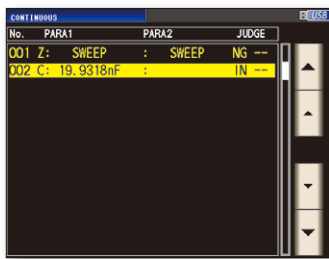 CONTINUOUS USB
No. PARA1 PARA2 JUDGE
001 Z: SWEEP : SWEEP NG --
002 C: 19.9318nF : IN --